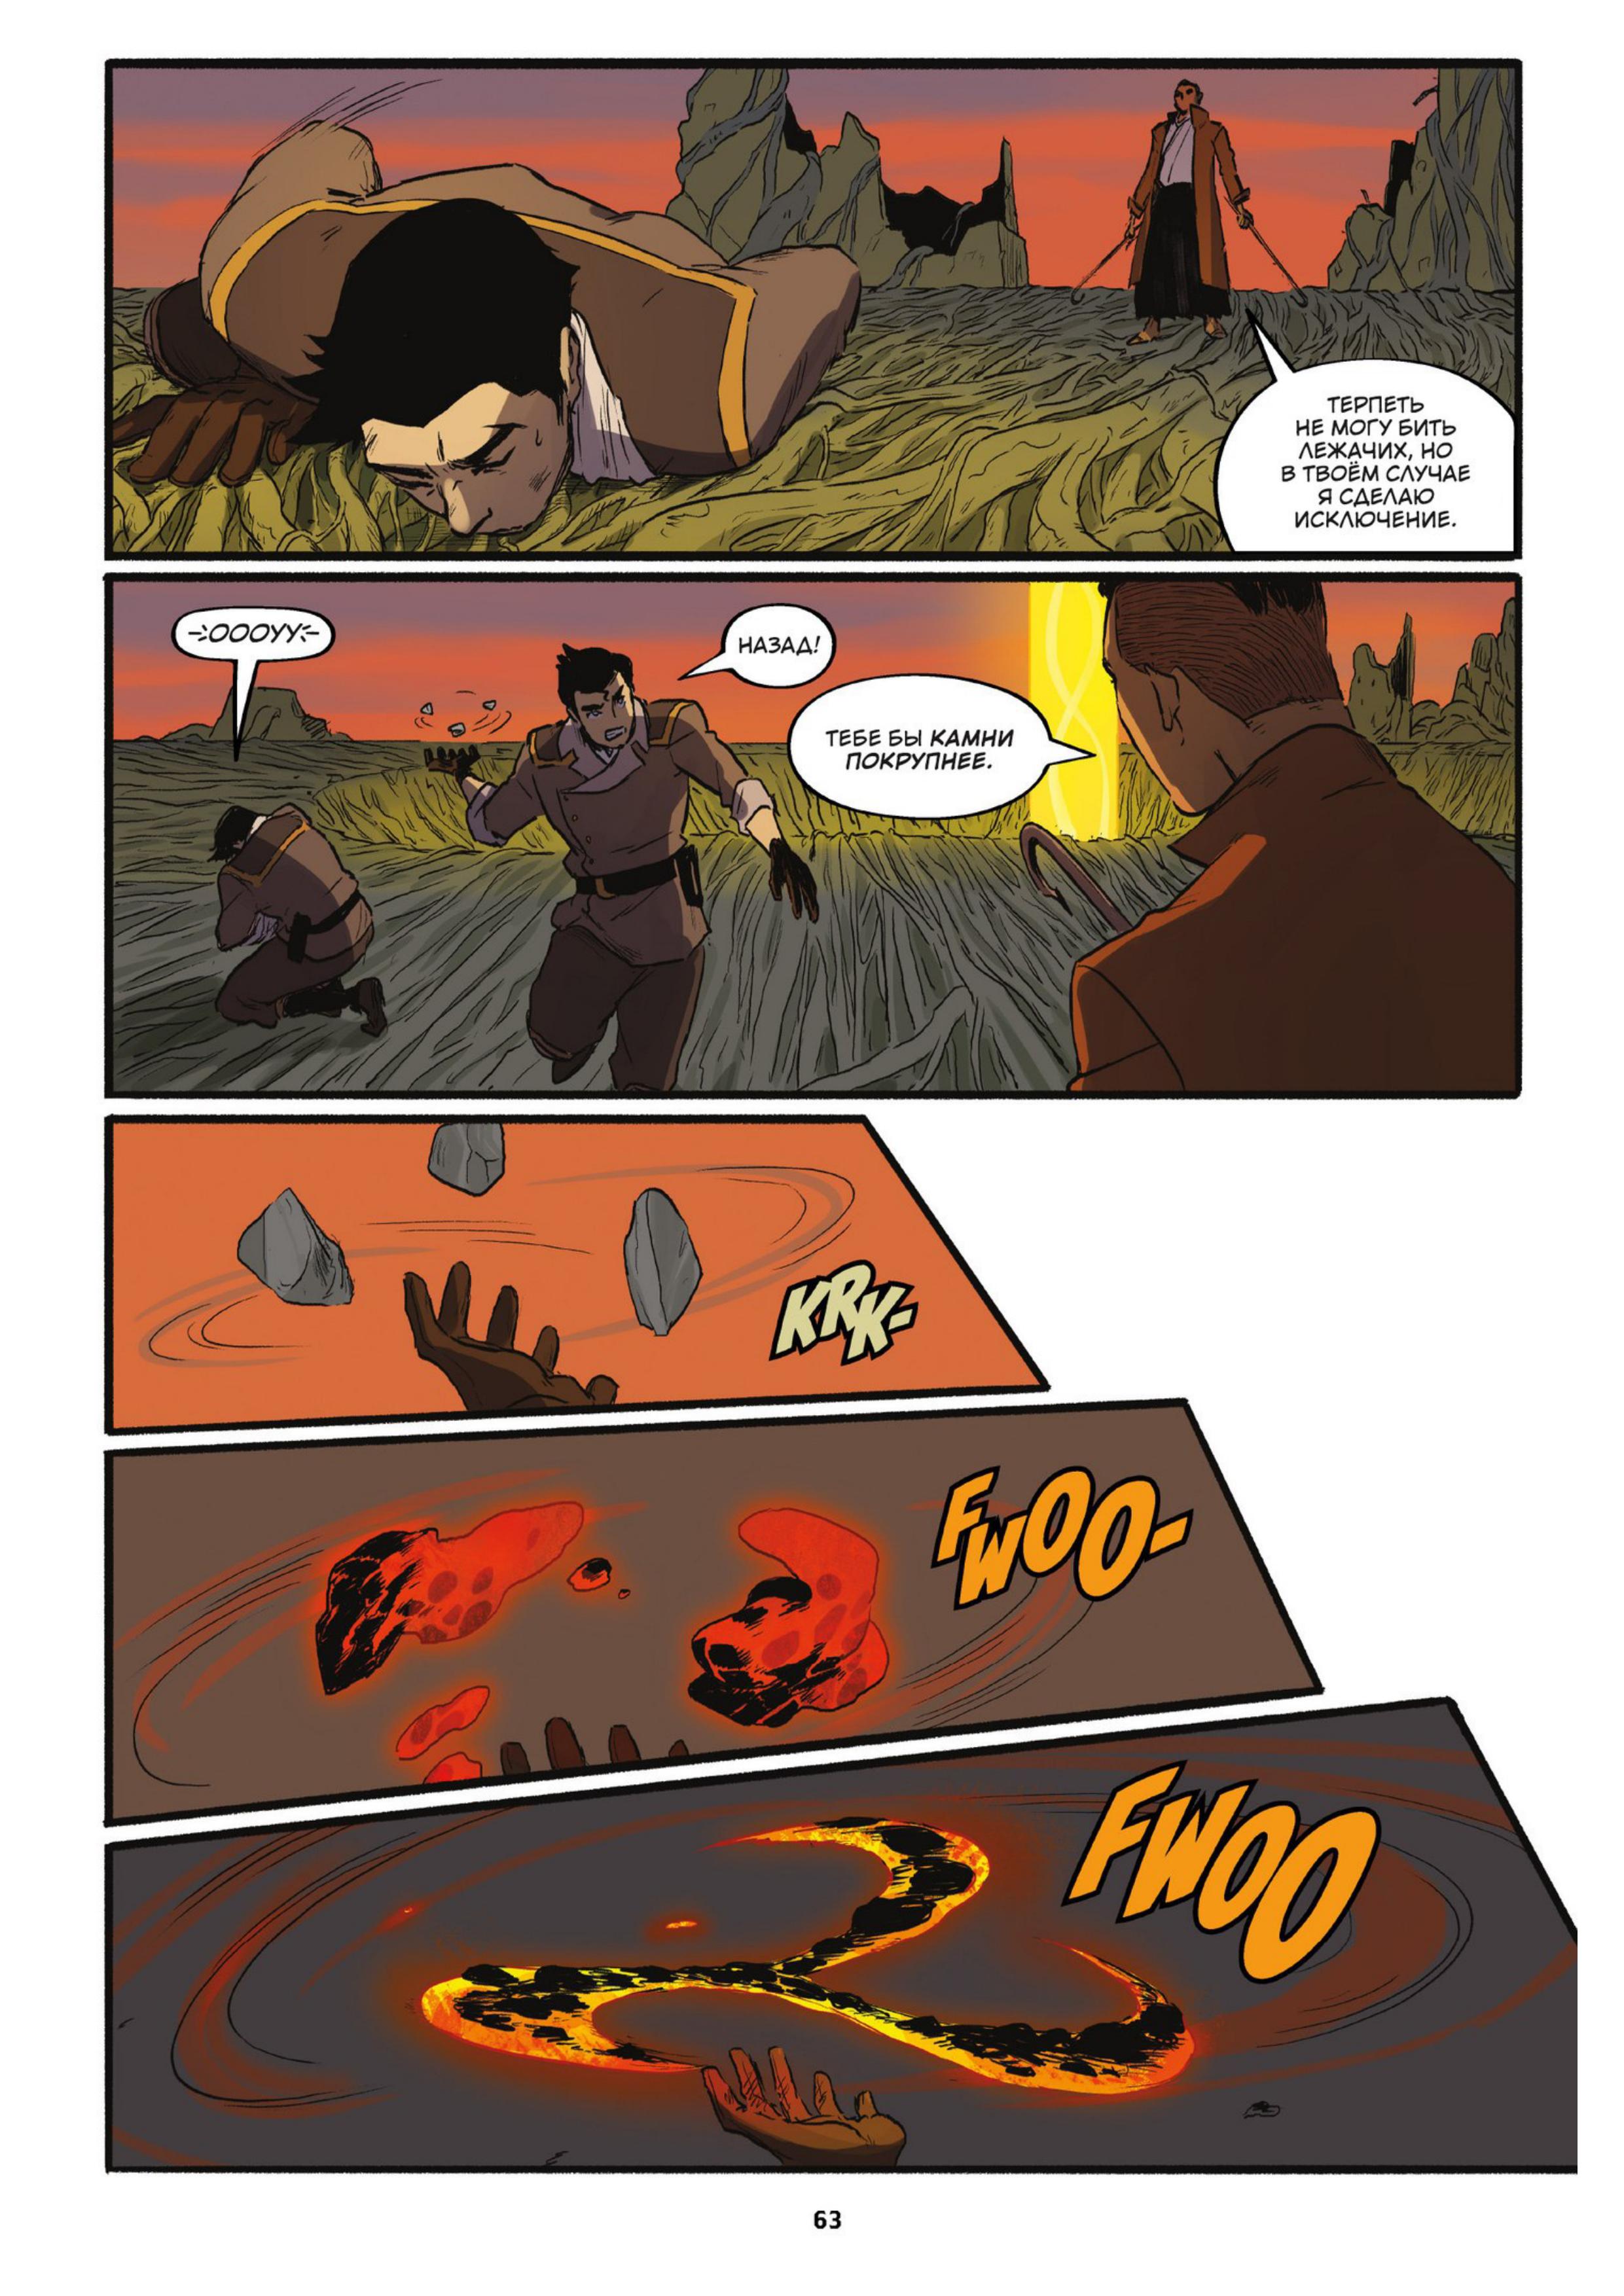 ТЕРПЕТЬ
НЕ МОГУ БИТЬ
ЛЕЖАЧИХ, НО
В ТВОЁМ СЛУЧАЕ
Я СДЕЛАЮ
ИСКЛЮЧЕНИЕ.
-ОООУУ-
НАЗАД!
ТЕБЕ БЫ КАМНИ
ПОКРУПНЕЕ.
KRK-
FWOO-
FWOO
63